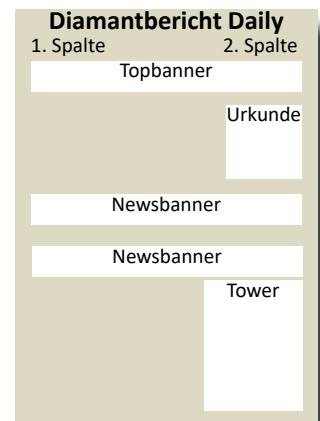 Diamantbericht Daily
1. Spalte 2. Spalte
Topbanner
Urkunde
Newsbanner
Newsbanner
Tower